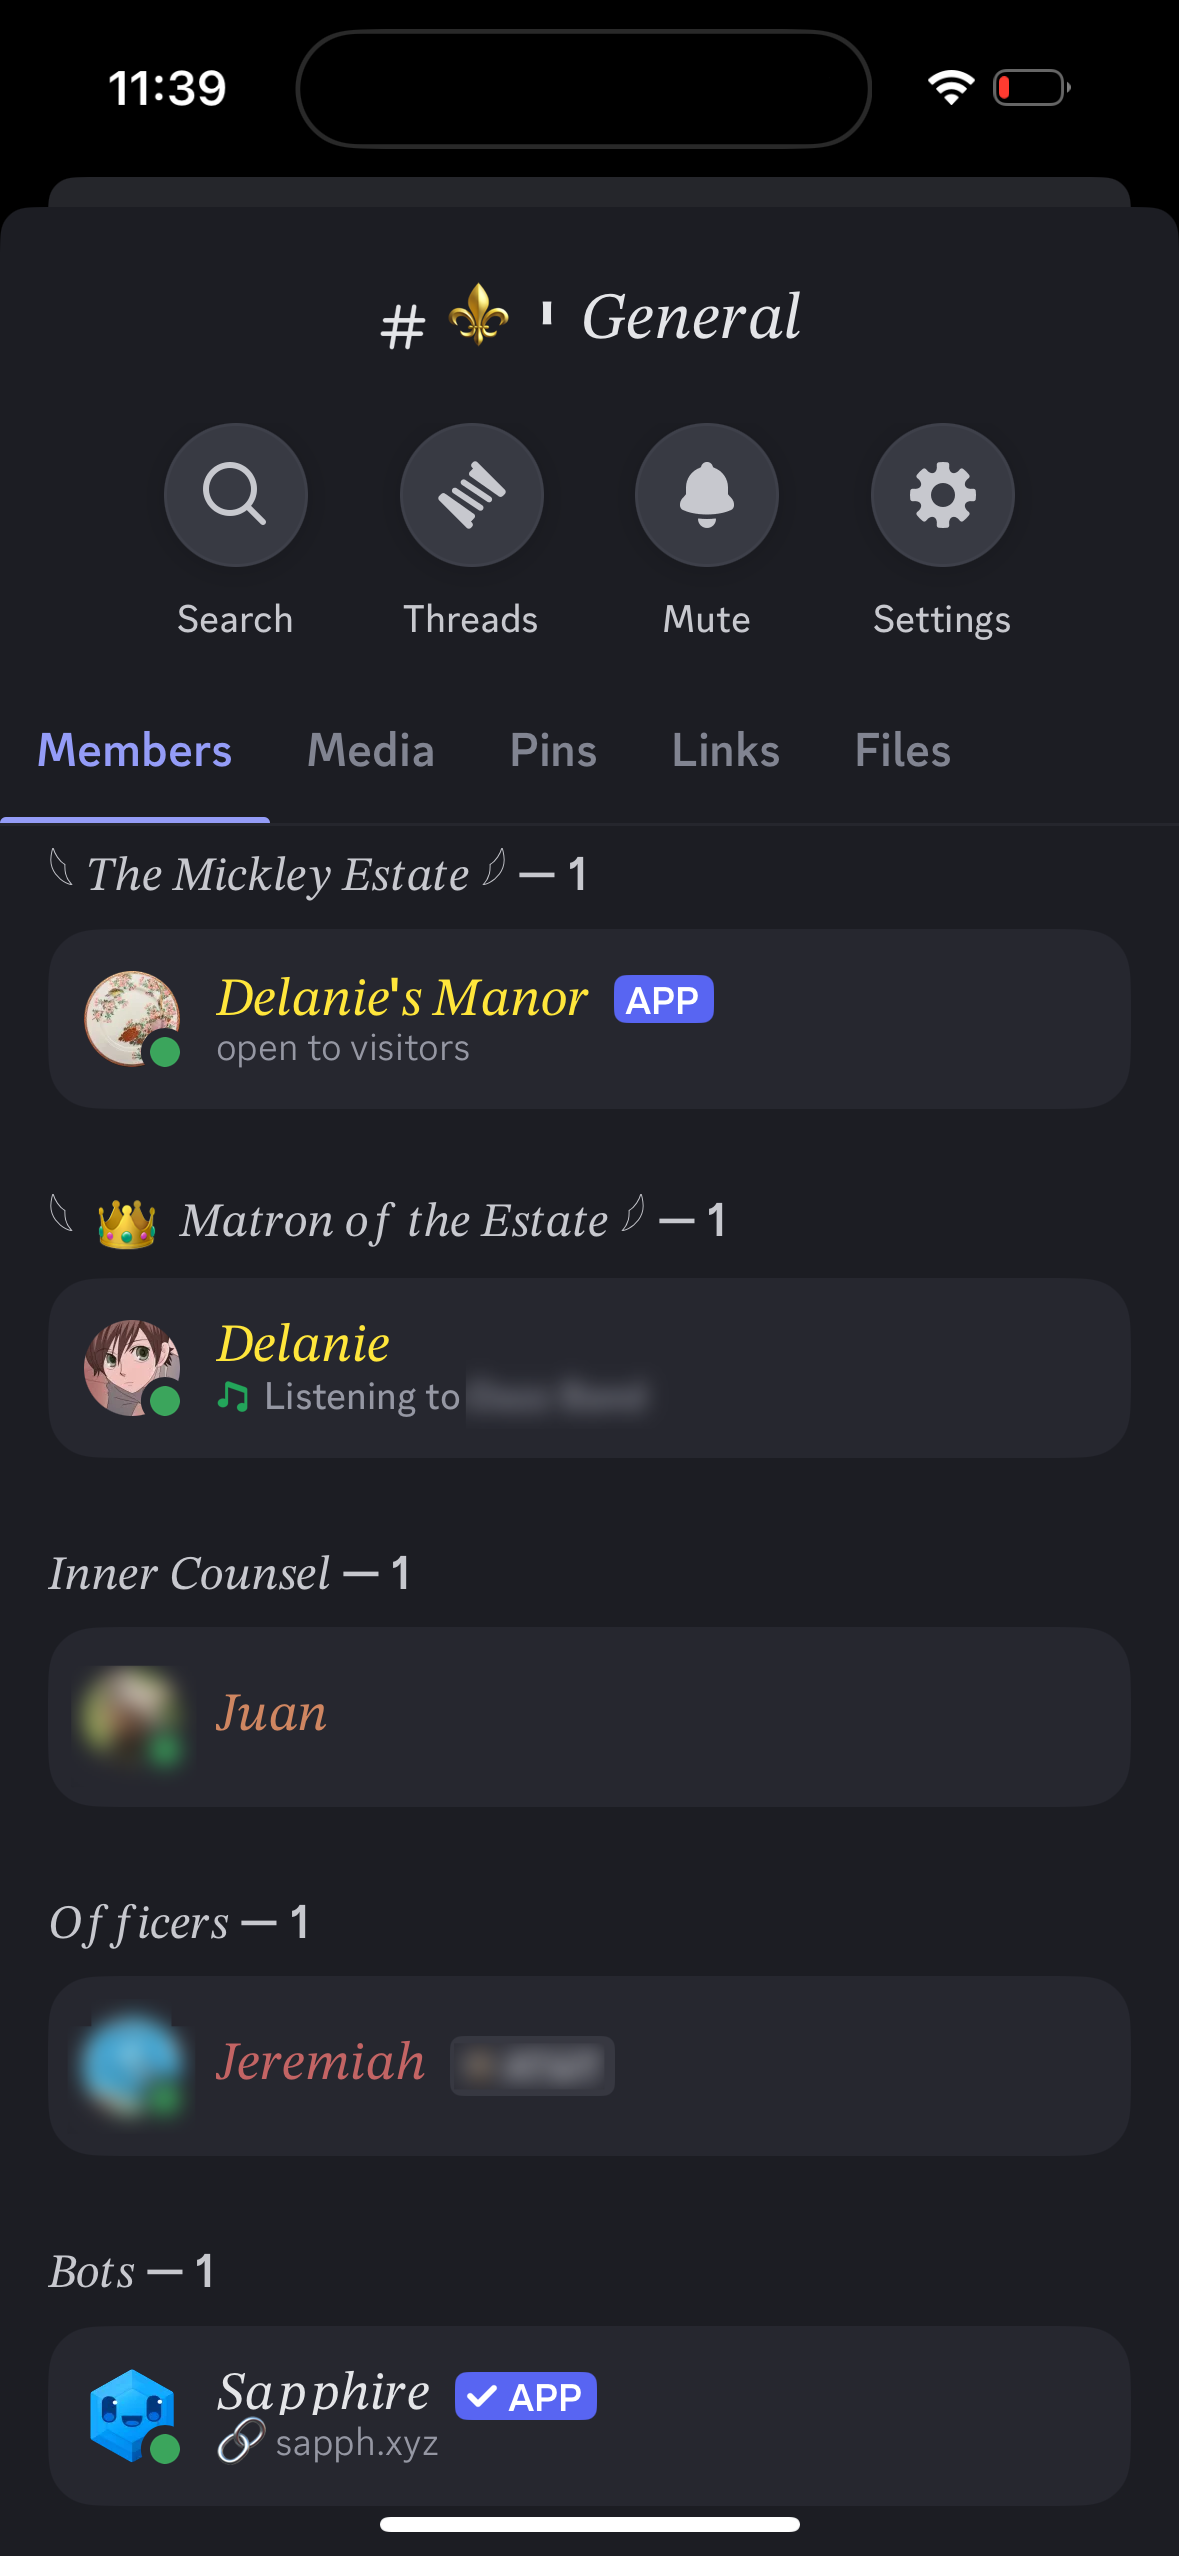 11:39
# ⚜️ ╹ General
Search Threads Mute Settings
Members Media Pins Links Files
The Mickley Estate — 1
Delanie's Manor APP
open to visitors
👑 Matron of the Estate — 1
Delanie
Listening to
Inner Counsel — 1
Juan
Officers — 1
Jeremiah
Bots — 1
Sapphire ✓ APP
🔗 sapph.xyz